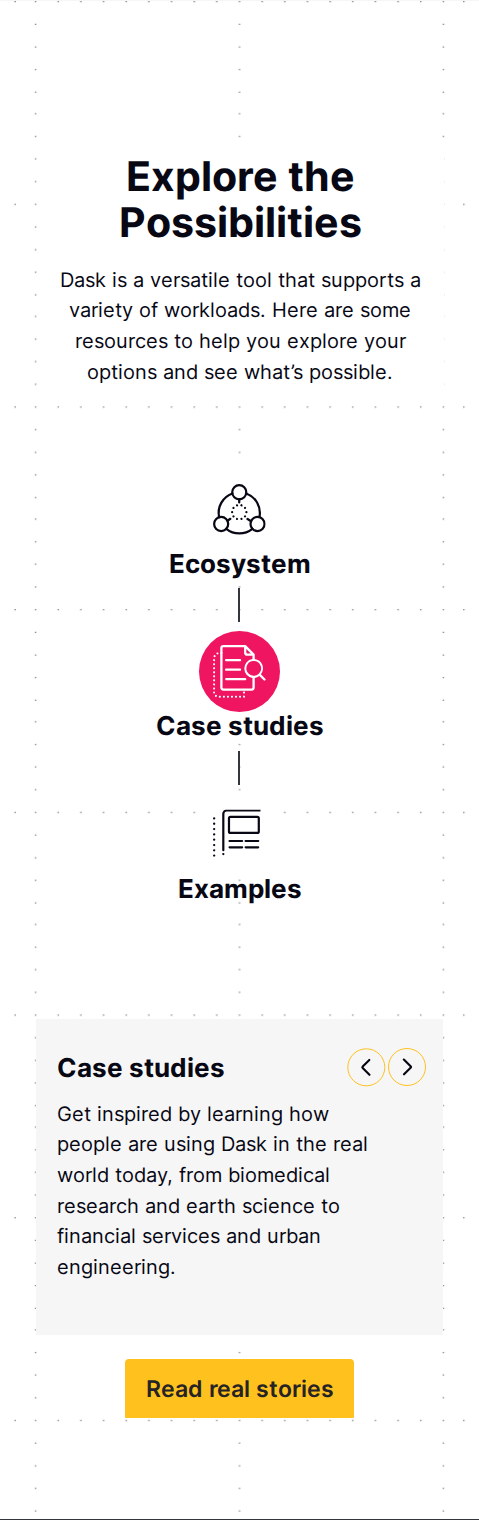 Explore the
Possibilities
Dask is a versatile tool that supports a
variety of workloads. Here are some
resources to help you explore your
options and see what’s possible.
Ecosystem
Case studies
Examples
Case studies
Get inspired by learning how
people are using Dask in the real
world today, from biomedical
research and earth science to
financial services and urban
engineering.
Read real stories